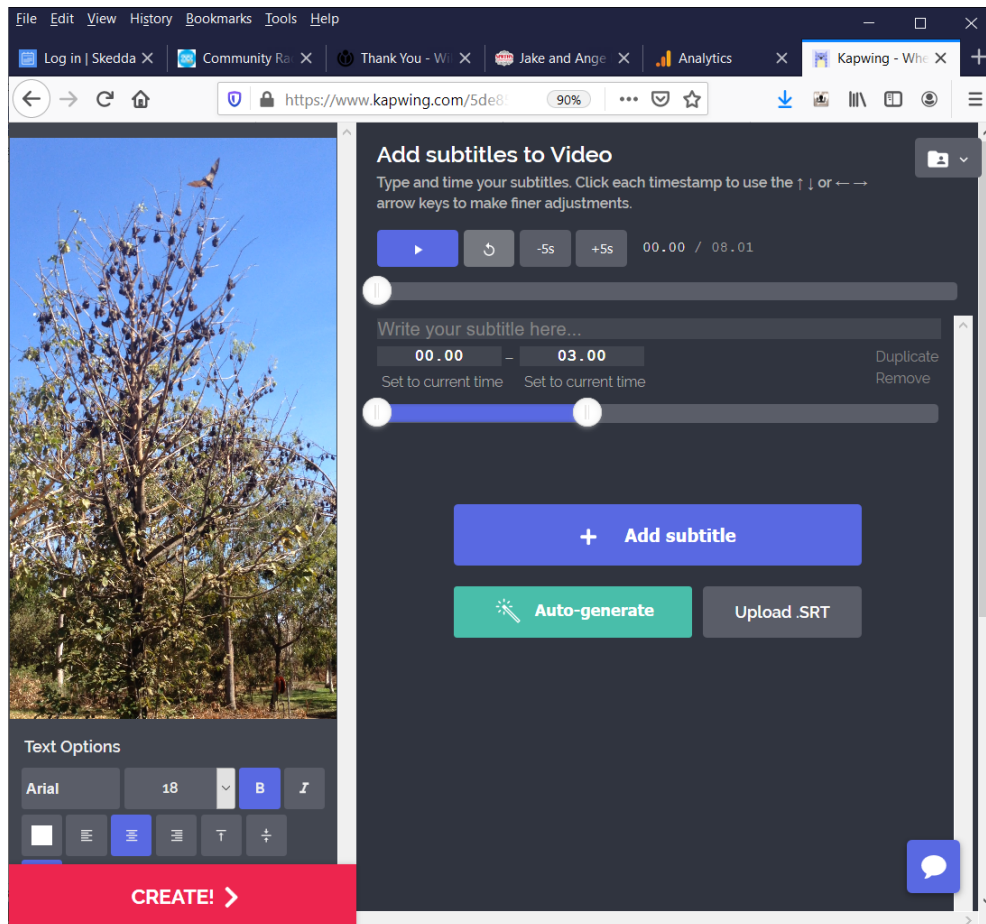 File Edit View History Bookmarks Tools Help
Log in | Skedda
Community Ra
Thank You - Wi
Jake and Ange
Analytics
Kapwing - Whe
https://www.kapwing.com/5de8
90%
Add subtitles to Video
Type and time your subtitles. Click each timestamp to use the ↑ ↓ or ← →
arrow keys to make finer adjustments.
-5s +5s 00.00 / 08.01
Write your subtitle here...
00.00 – 03.00
Duplicate
Set to current time Set to current time
Remove
+ Add subtitle
Auto-generate
Upload .SRT
Text Options
Arial 18 B I
CREATE!